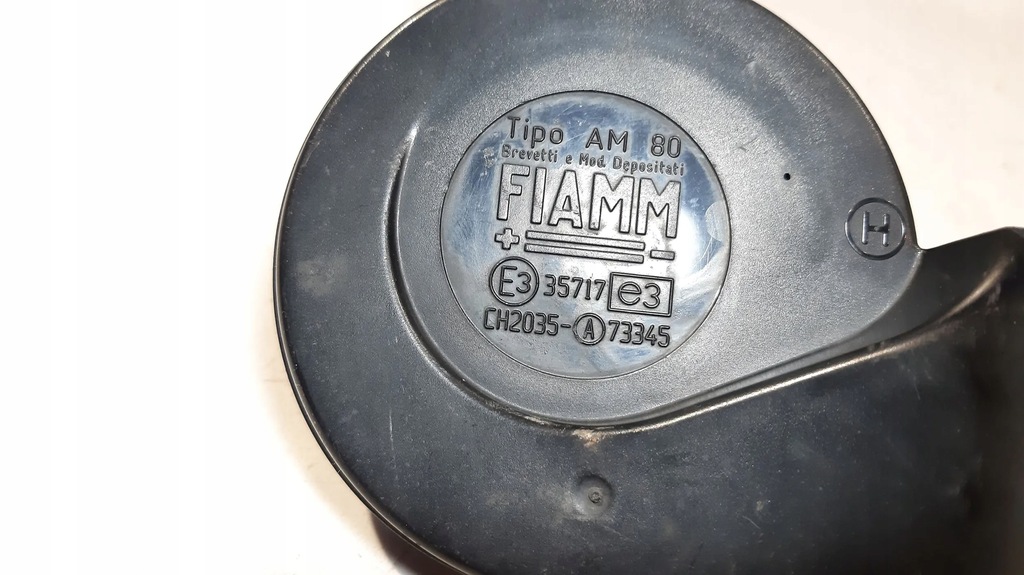 Tipo AM 80
Brevetti e Mod. Depositati
FIAMM
+ -
E3 35717 e3
CH2035-A 73345
H